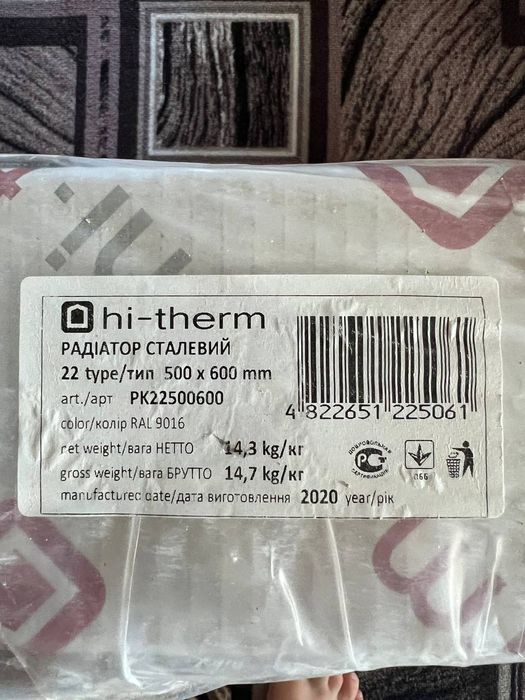 hi-therm
РАДІАТОР СТАЛЕВИЙ
22 type/тип 500 x 600 mm
art./арт PK22500600
color/колір RAL 9016
net weight/вага НЕТТО 14,3 kg/кг
gross weight/вага БРУТТО 14,7 kg/кг
manufactured date/дата виготовлення 2020 year/рік
4 822651 225061
ДОБРОВОЛЬНАЯ
СЕРТИФИКАЦИЯ